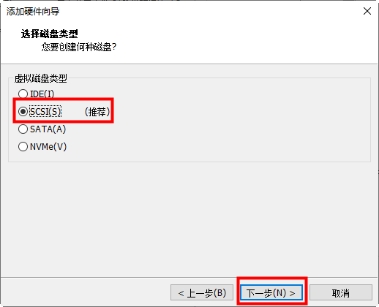 添加硬件向导
选择磁盘类型
您要创建何种磁盘?
虚拟磁盘类型
IDE(I)
SCSI(S) (推荐)
SATA(A)
NVMe(V)
< 上一步(B) 下一步(N) > 取消